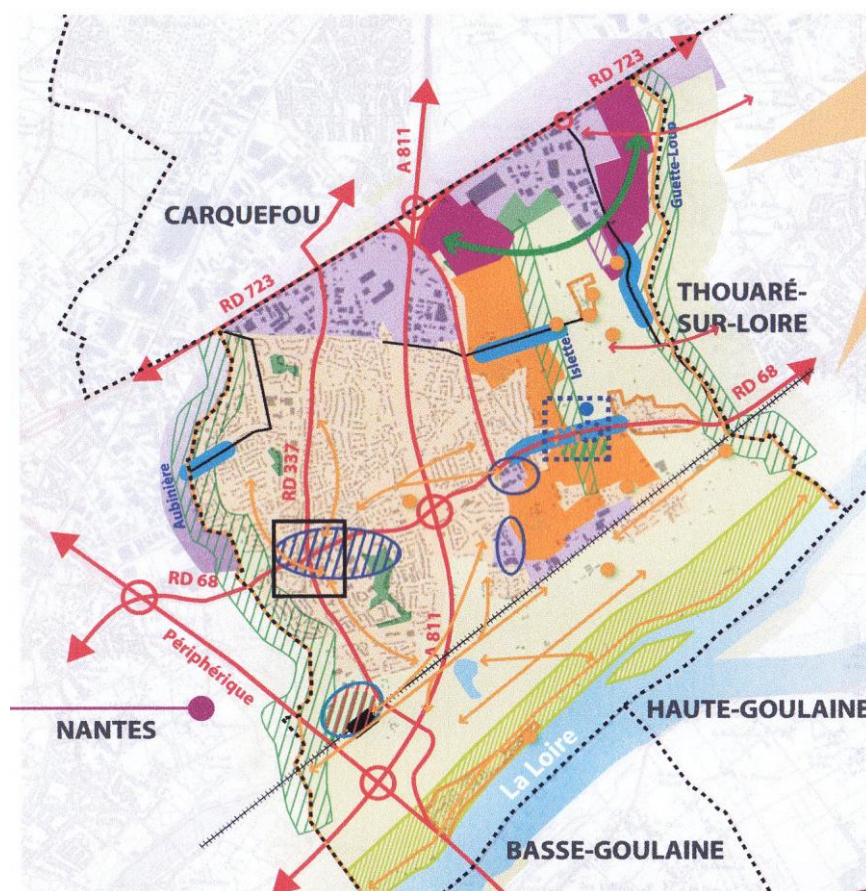 RD 723
A 811
Guette-Loup
CARQUEFOU
RD 723
THOUARÉ-
SUR-LOIRE
Islette
RD 68
RD 337
Aubinière
RD 68
Périphérique
A 811
NANTES
HAUTE-GOULAINE
La Loire
BASSE-GOULAINE